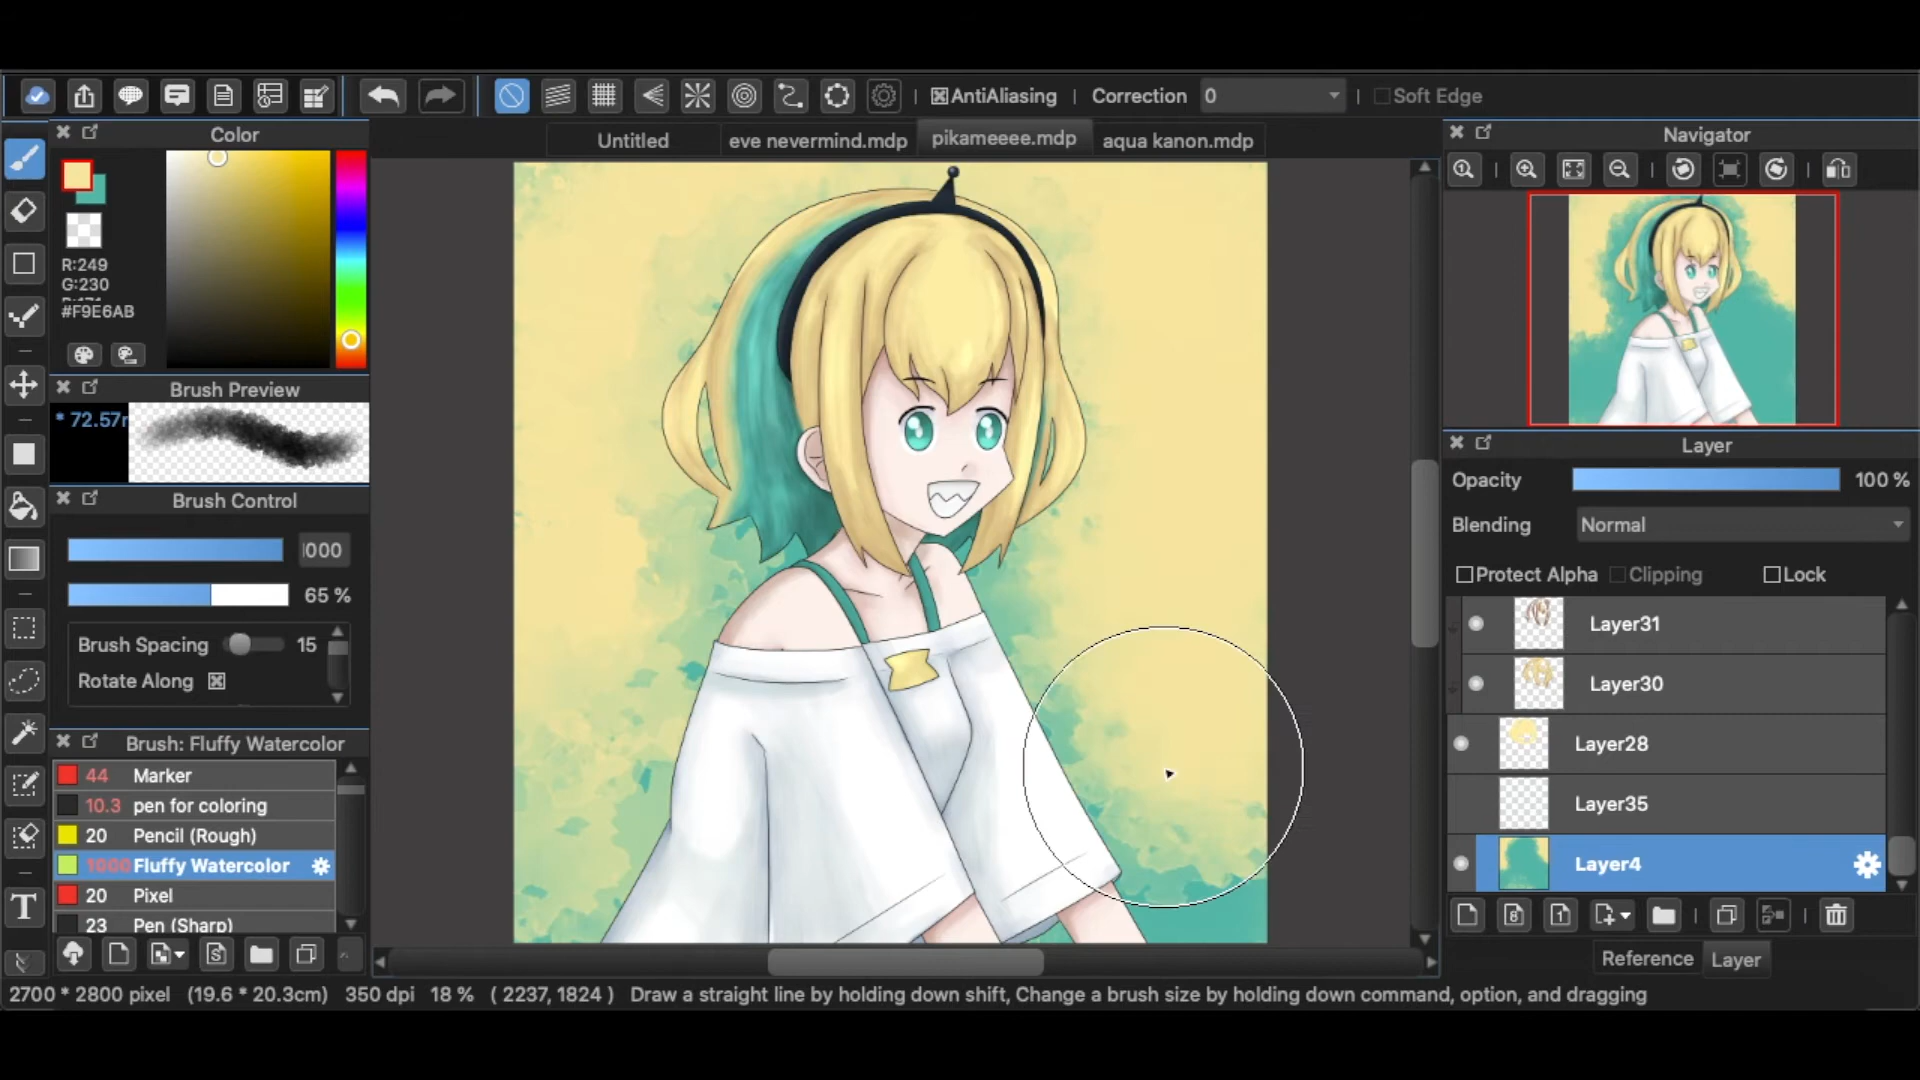 AntiAliasing
Correction
0
Soft Edge
Color
Untitled
eve nevermind.mdp
pikameeee.mdp
aqua kanon.mdp
Navigator
R:249
G:230
#F9E6AB
Brush Preview
* 72.57
Brush Control
65 %
Brush Spacing 15
Rotate Along
Brush: Fluffy Watercolor
44 Marker
10.3 pen for coloring
20 Pencil (Rough)
1000 Fluffy Watercolor
20 Pixel
23 Pen (Sharp)
Layer
Opacity 100 %
Blending Normal
Protect Alpha
Clipping
Lock
Layer31
Layer30
Layer28
Layer35
Layer4
8
1
S
T
Reference
Layer
2700 * 2800 pixel (19.6 * 20.3cm) 350 dpi 18 % ( 2237, 1824 ) Draw a straight line by holding down shift, Change a brush size by holding down command, option, and dragging